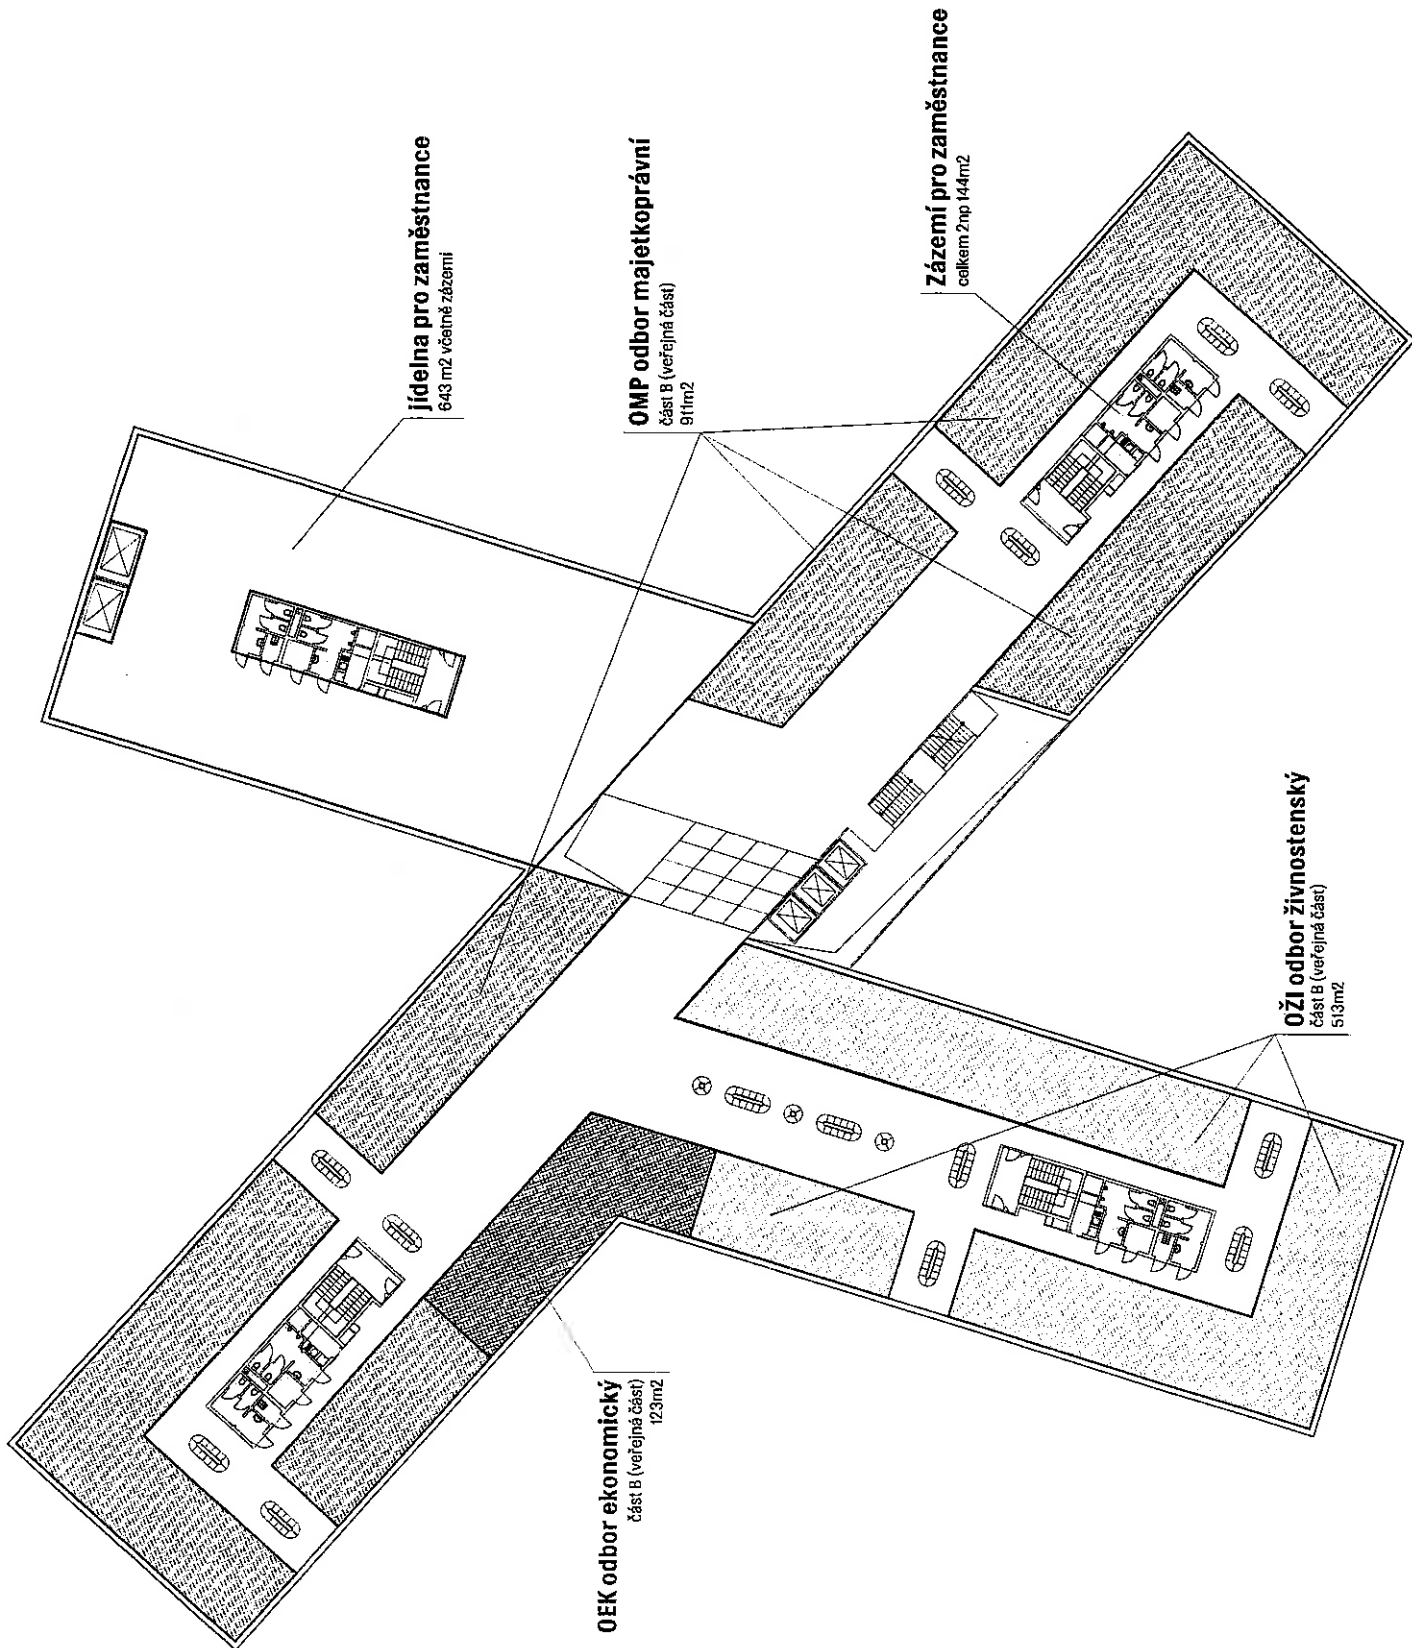 jídelna pro zaměstnance
643 m2 včetně zázemí
OMP odbor majetkoprávní
část B (veřejná část)
911m2
Zázemí pro zaměstnance
celkem 2np 144m2
OŽI odbor živnostenský
část B (veřejná část)
513m2
OEK odbor ekonomický
část B (veřejná část)
123m2